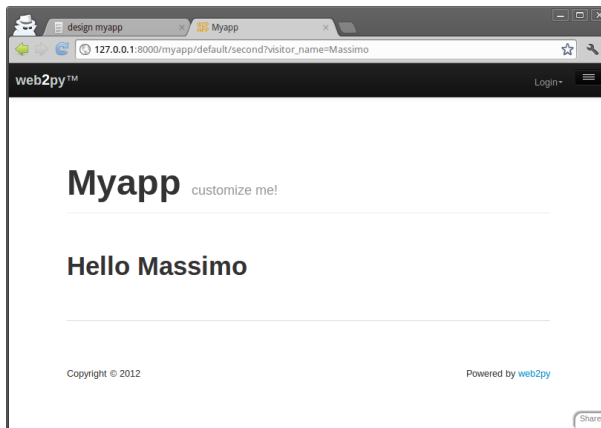 design myapp × Myapp ×
127.0.0.1:8000/myapp/default/second?visitor_name=Massimo
web2py™ Login
Myapp customize me!
Hello Massimo
Copyright © 2012 Powered by web2py
Share